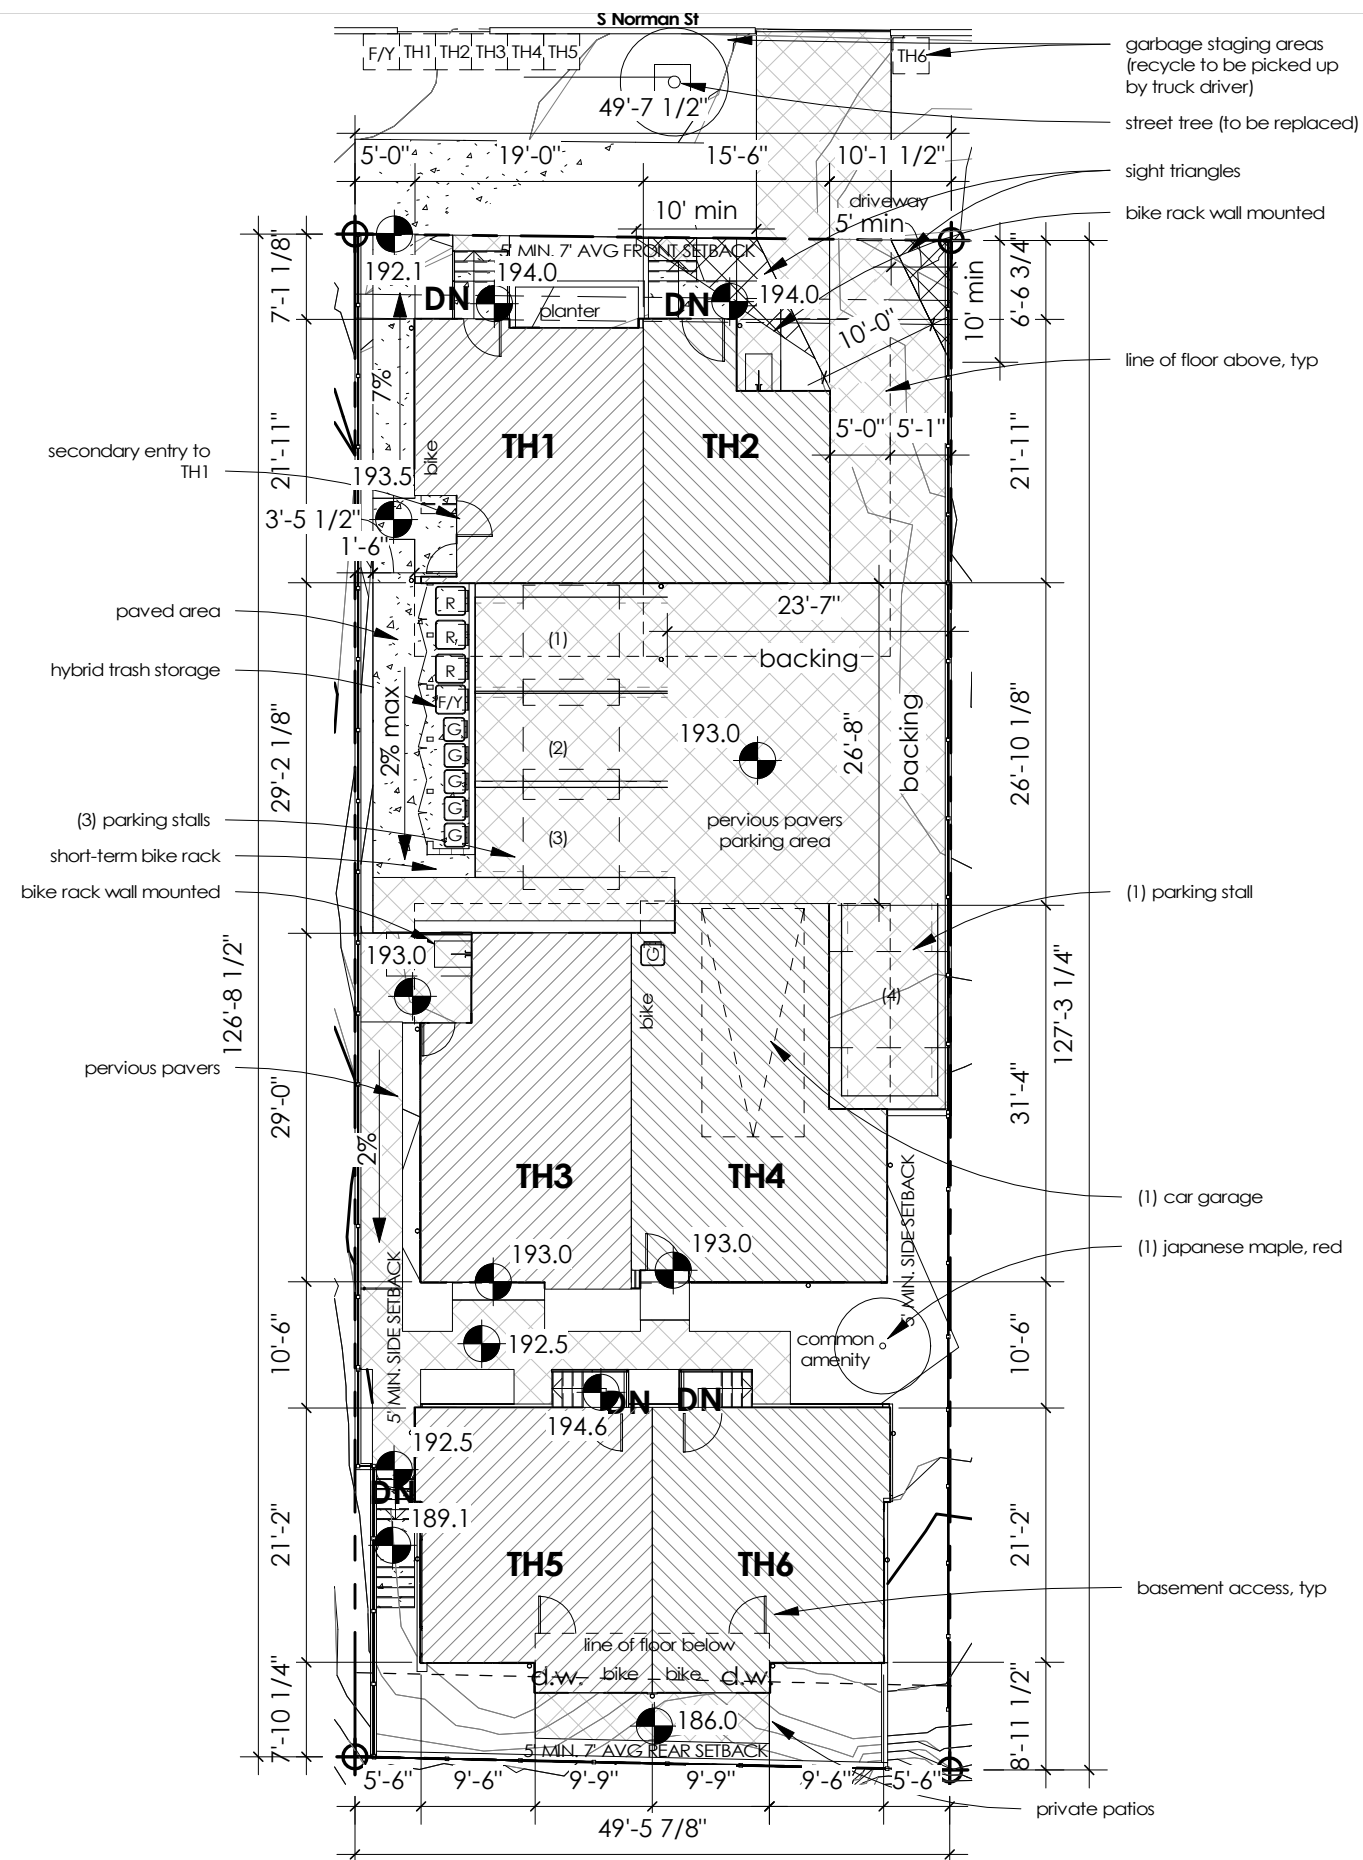 S Norman St
F/Y TH1 TH2 TH3 TH4 TH5
TH6
garbage staging areas
(recycle to be picked up
by truck driver)
49'-7 1/2"
street tree (to be replaced)
5'-0" 19'-0" 15'-6" 10'-1 1/2"
sight triangles
driveway
10' min
5' min
bike rack wall mounted
5' MIN. 7' AVG FRONT SETBACK
7'-1 1/8"
192.1
194.0
DN
planter
DN
194.0
10'-0"
10' min
6'-6 3/4"
line of floor above, typ
7%
21'-11"
bike
TH1
TH2
5'-0" 5'-1"
21'-11"
secondary entry to
TH1
193.5
3'-5 1/2"
1'-6"
paved area
R
R
R
F/Y
G
G
G
G
G
(1)
23'-7"
backing
hybrid trash storage
29'-2 1/8"
2% max
(2)
193.0
26'-8"
backing
26'-10 1/8"
(3) parking stalls
(3)
pervious pavers
parking area
short-term bike rack
bike rack wall mounted
(1) parking stall
126'-8 1/2"
193.0
G
bike
(4)
127'-3 1/4"
pervious pavers
29'-0"
31'-4"
2%
TH3
TH4
5' MIN. SIDE SETBACK
(1) car garage
193.0
193.0
(1) japanese maple, red
5' MIN. SIDE SETBACK
10'-6"
192.5
common
amenity
10'-6"
DN
DN
194.6
192.5
DN
189.1
21'-2"
TH5
TH6
21'-2"
basement access, typ
line of floor below
d.w. bike bike d.w.
7'-10 1/4"
186.0
8'-11 1/2"
5' MIN. 7' AVG REAR SETBACK
5'-6" 9'-6" 9'-9" 9'-9" 9'-6" 5'-6"
private patios
49'-5 7/8"